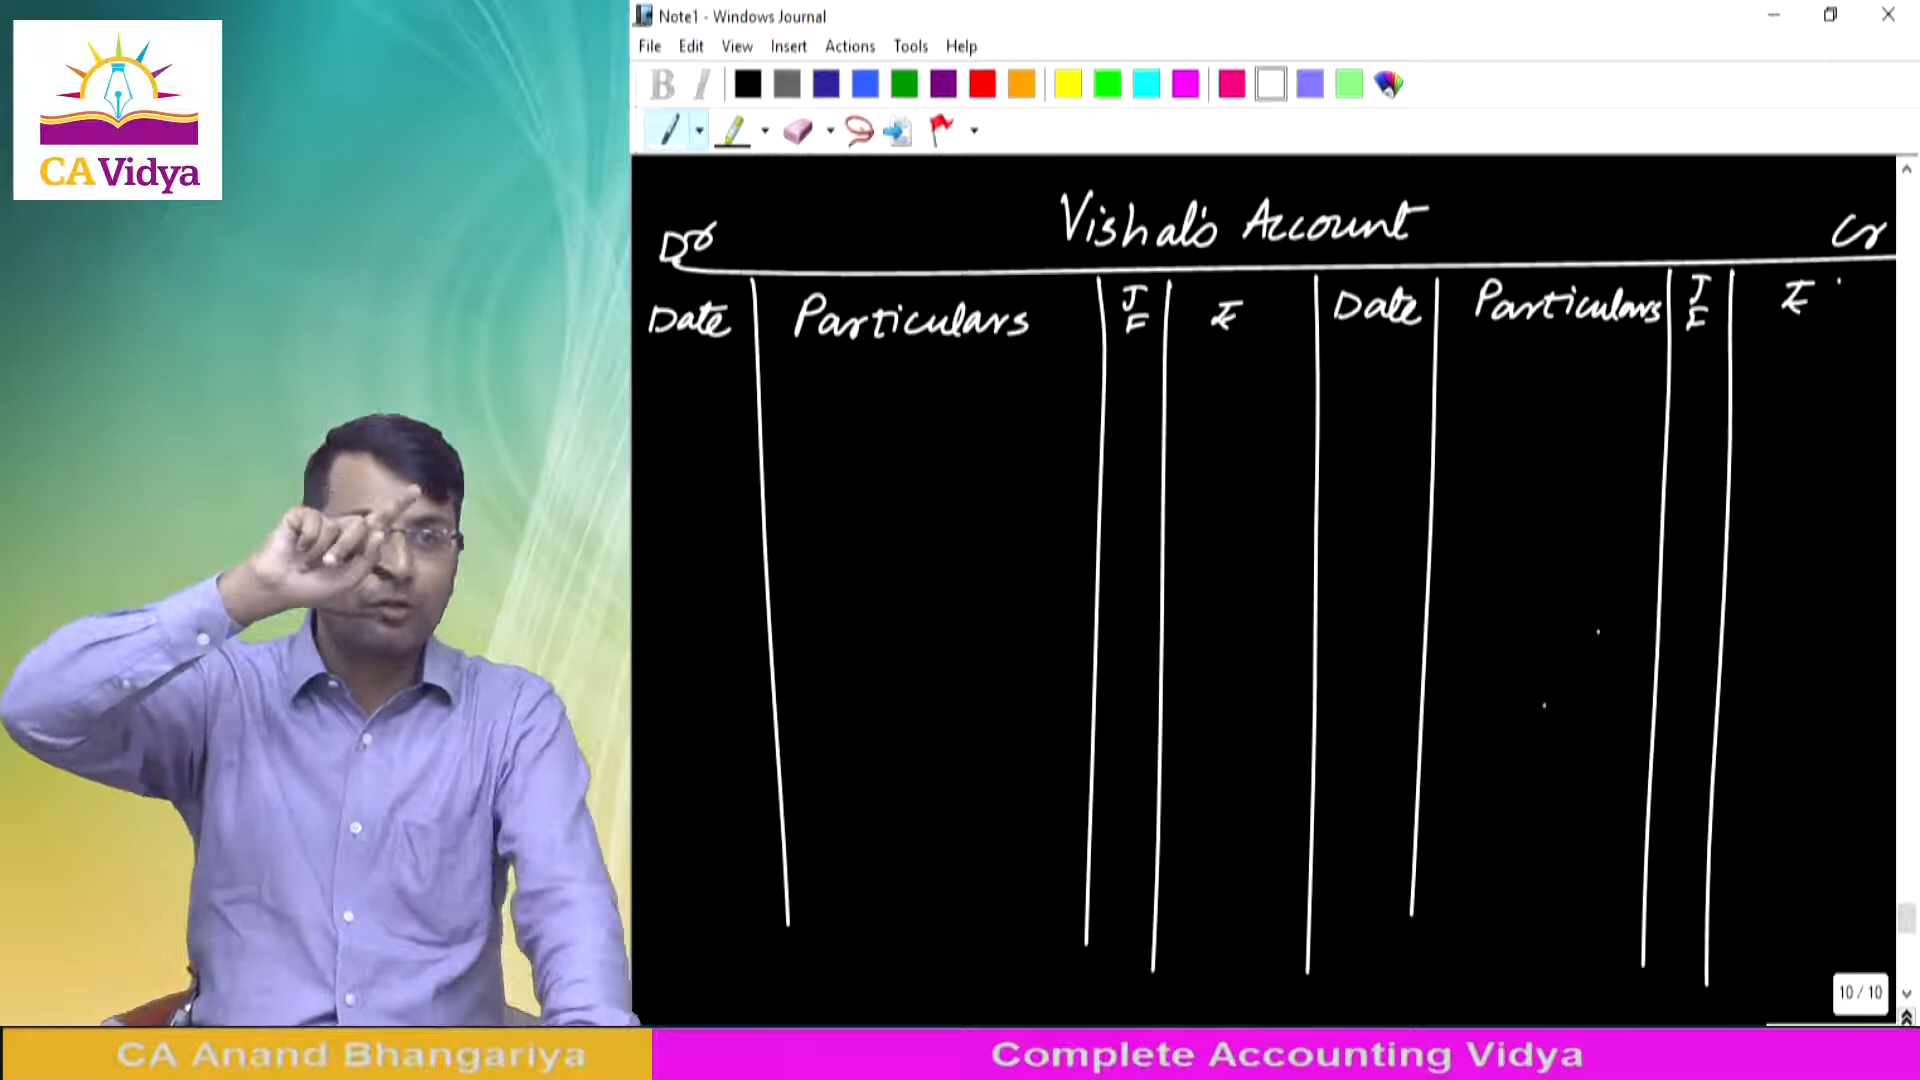 CA Vidya
Note1 - Windows Journal
File Edit View Insert Actions Tools Help
B I
Vishal's Account
Dr Cr
Date Particulars J F ₹ Date Particulars J F ₹
10 / 10
CA Anand Bhangariya Complete Accounting Vidya